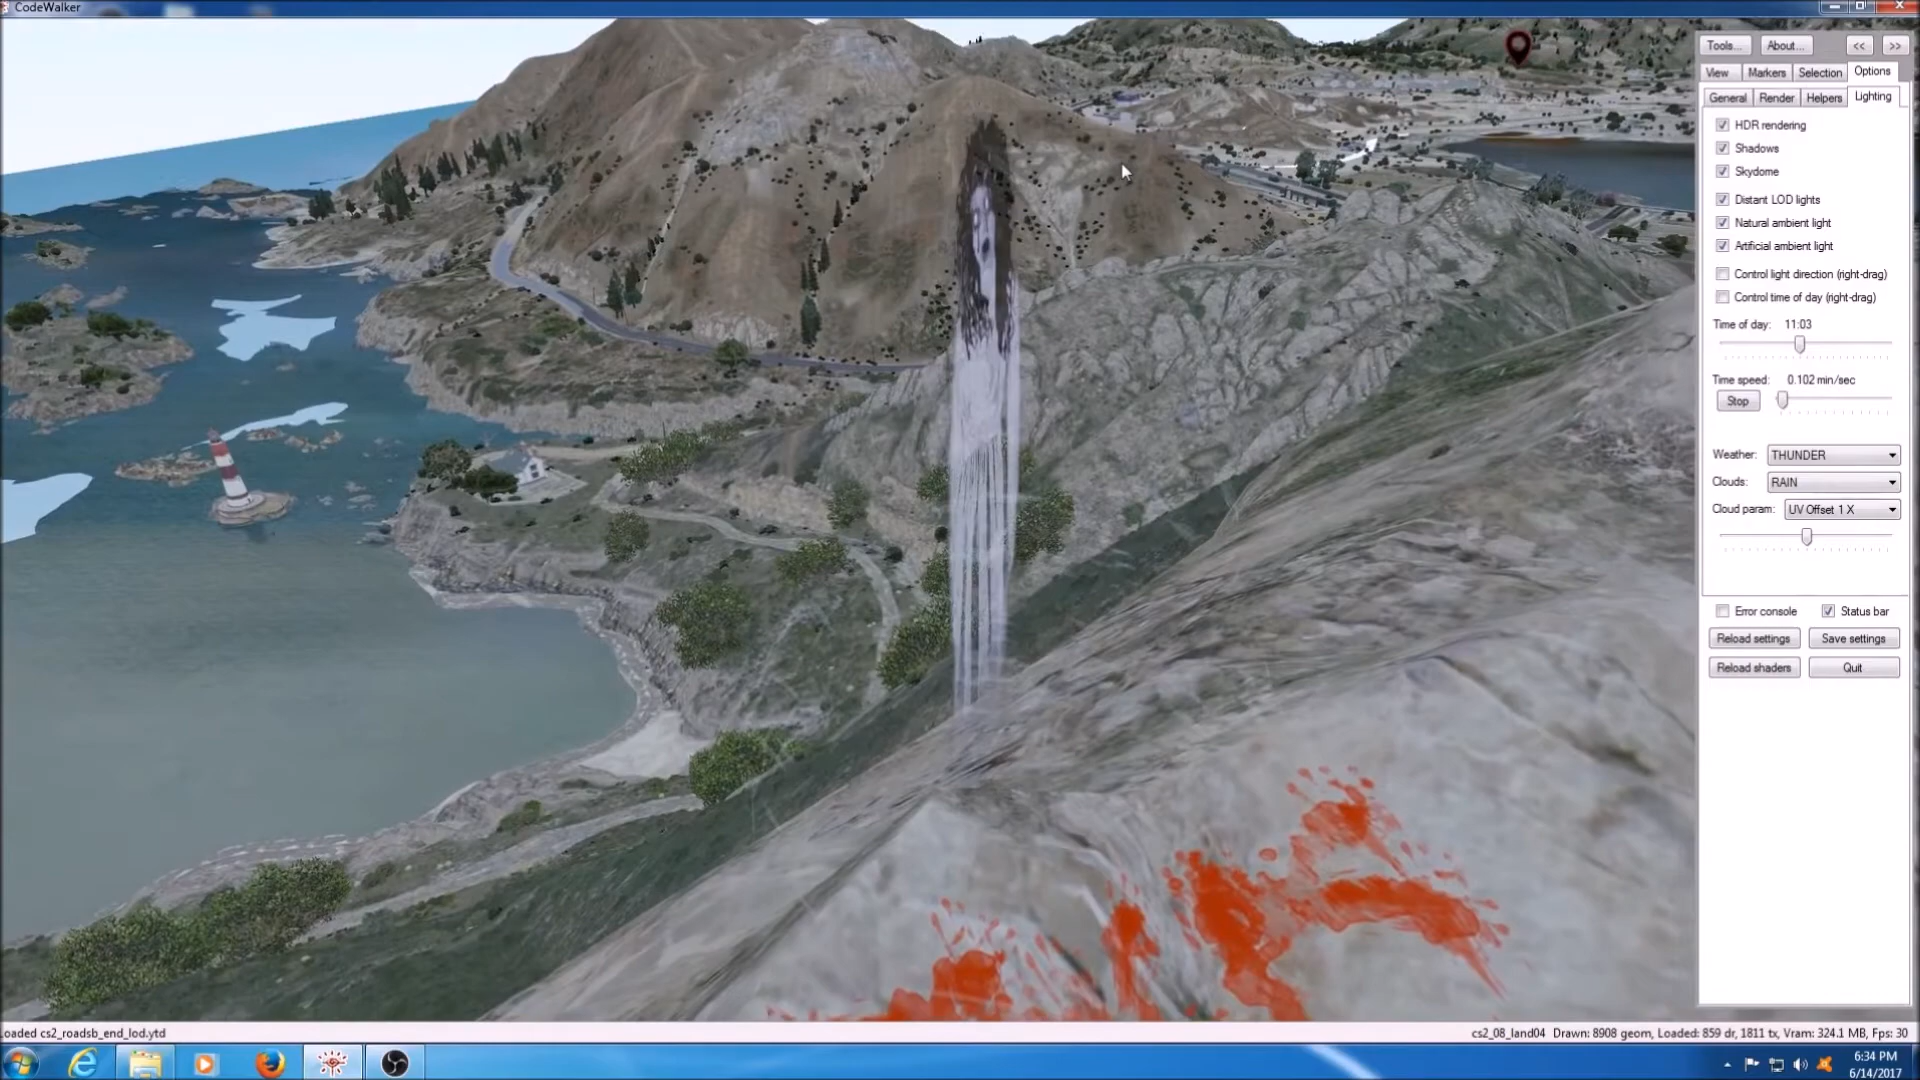 CodeWalker
Tools... About... << >>
View Markers Selection Options
General Render Helpers Lighting
HDR rendering
Shadows
Skydome
Distant LOD lights
Natural ambient light
Artificial ambient light
Control light direction (right-drag)
Control time of day (right-drag)
Time of day: 11:03
Time speed: 0.102 min/sec
Stop
Weather: THUNDER
Clouds: RAIN
Cloud param: UV Offset 1 X
Error console Status bar
Reload settings Save settings
Reload shaders Quit
Loaded cs2_roadsb_end_lod.ytd cs2_08_land04 Drawn: 8908 geom, Loaded: 859 dr, 1811 tx, Vram: 324.1 MB, Fps: 30
6:34 PM
6/14/2017